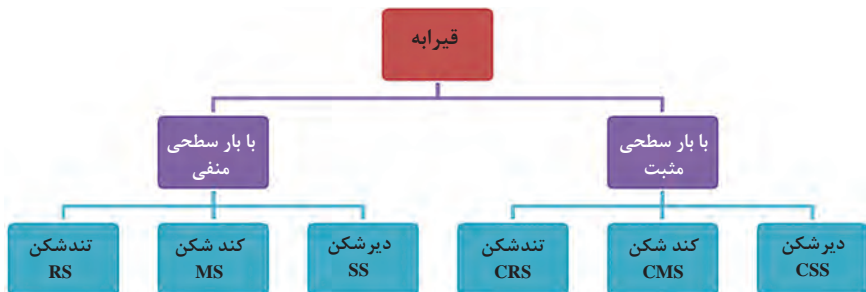 قیرابه
با بار سطحی
مثبت
با بار سطحی
منفی
دیرشکن
CSS
کند شکن
CMS
تندشکن
CRS
دیرشکن
SS
کند شکن
MS
تندشکن
RS